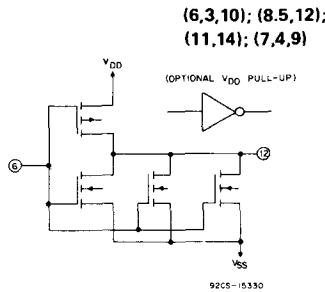 (6,3,10); (8.5,12);
(11,14); (7,4,9)
VDD
(OPTIONAL VDD PULL-UP)
6
12
VSS
92CS-15330